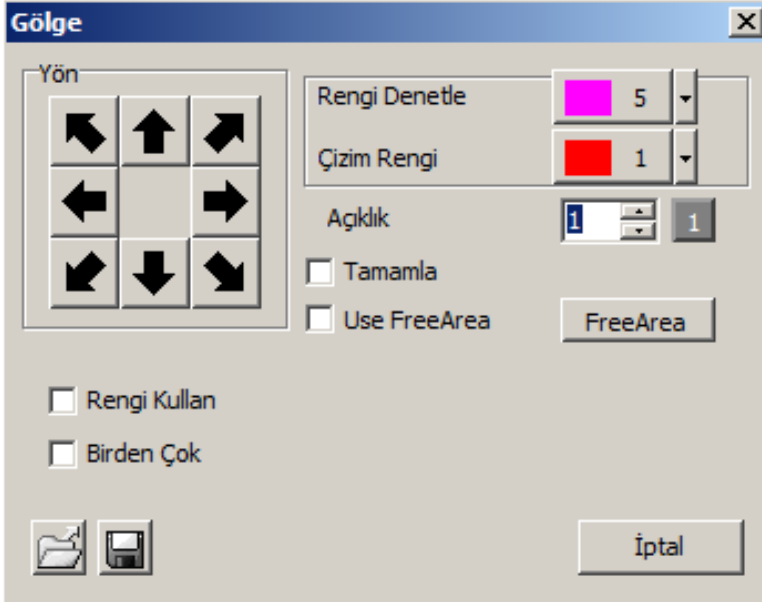 Gölge
Yön
Rengi Denetle
5
Çizim Rengi
1
Açıklık
1
1
Tamamla
Use FreeArea
FreeArea
Rengi Kullan
Birden Çok
İptal